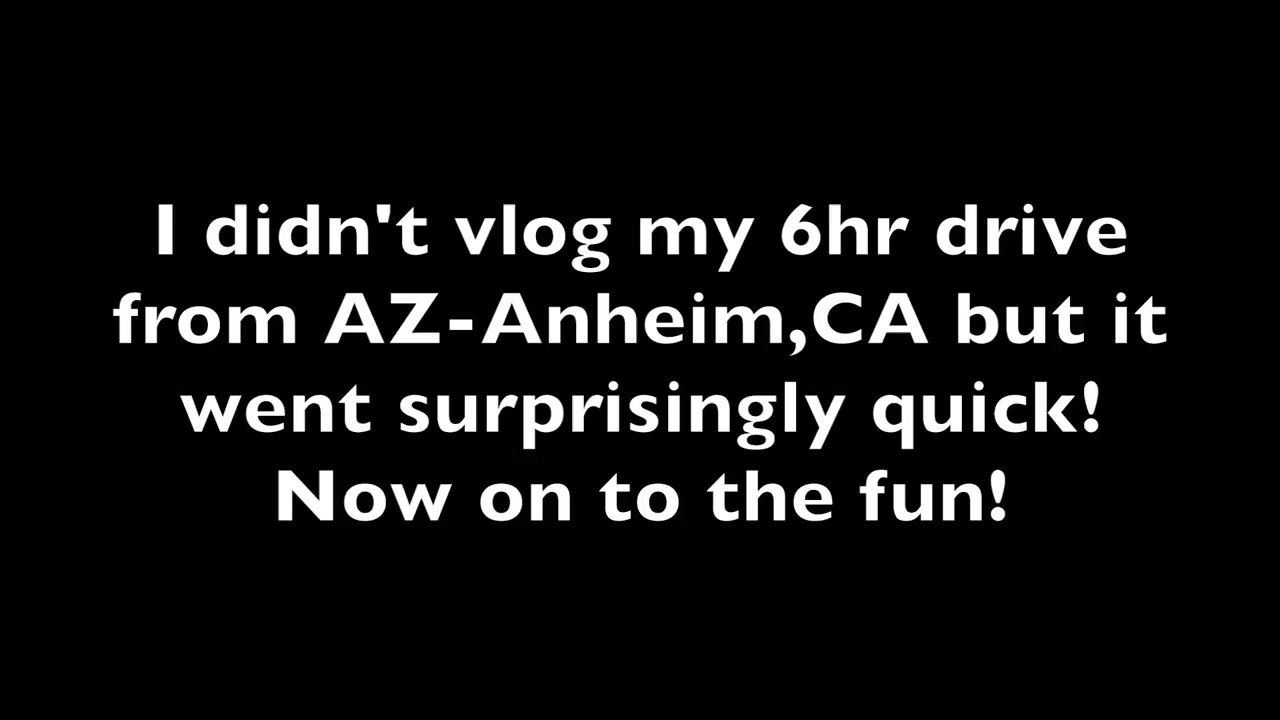 I didn't vlog my 6hr drive
from AZ-Anheim,CA but it
went surprisingly quick!
Now on to the fun!